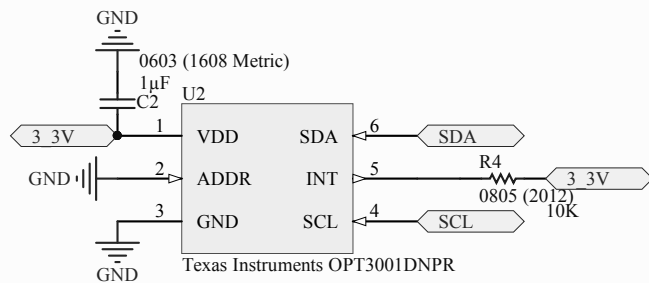 GND
0603 (1608 Metric)
1µF
C2
U2
3_3V
1
VDD
SDA
6
SDA
GND
2
ADDR
INT
5
R4
3_3V
0805 (2012)
10K
3
GND
SCL
4
SCL
GND
Texas Instruments OPT3001DNPR